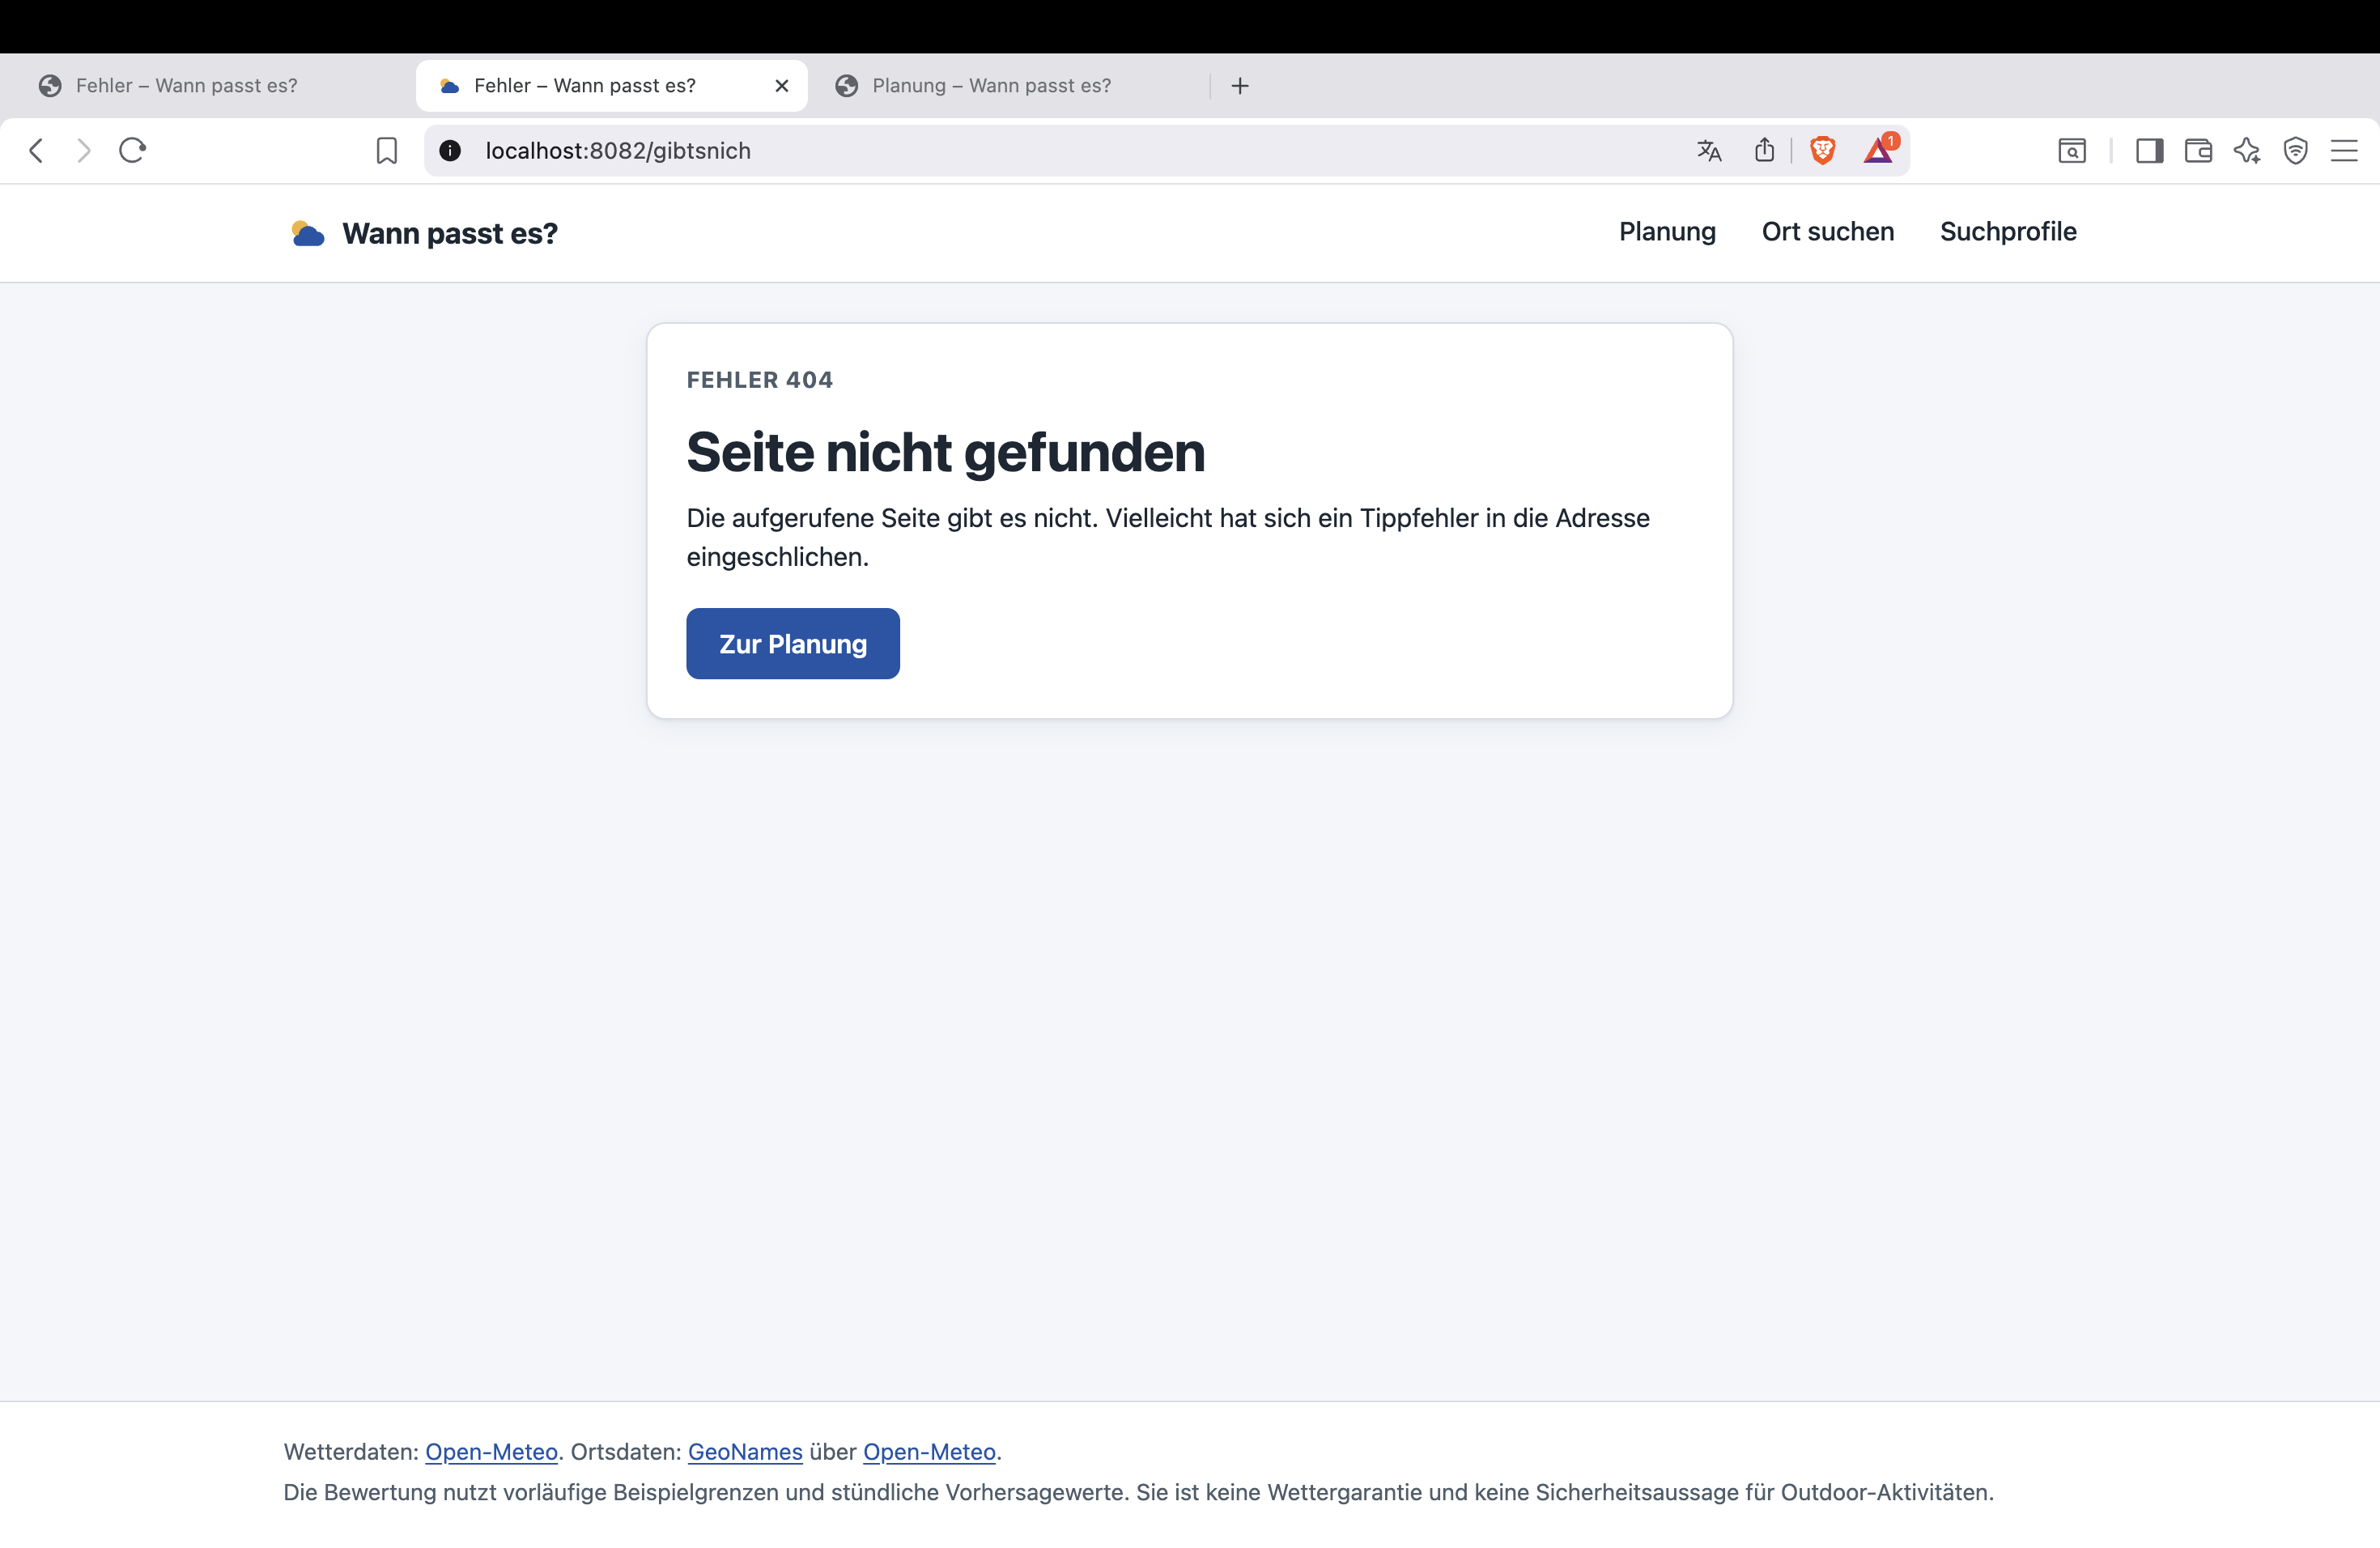 Fehler – Wann passt es?
Fehler – Wann passt es?
Planung – Wann passt es?
localhost:8082/gibtsnich
1
Wann passt es?
Planung
Ort suchen
Suchprofile
FEHLER 404
Seite nicht gefunden
Die aufgerufene Seite gibt es nicht. Vielleicht hat sich ein Tippfehler in die Adresse
eingeschlichen.
Zur Planung
Wetterdaten: Open-Meteo. Ortsdaten: GeoNames über Open-Meteo.
Die Bewertung nutzt vorläufige Beispielgrenzen und stündliche Vorhersagewerte. Sie ist keine Wettergarantie und keine Sicherheitsaussage für Outdoor-Aktivitäten.